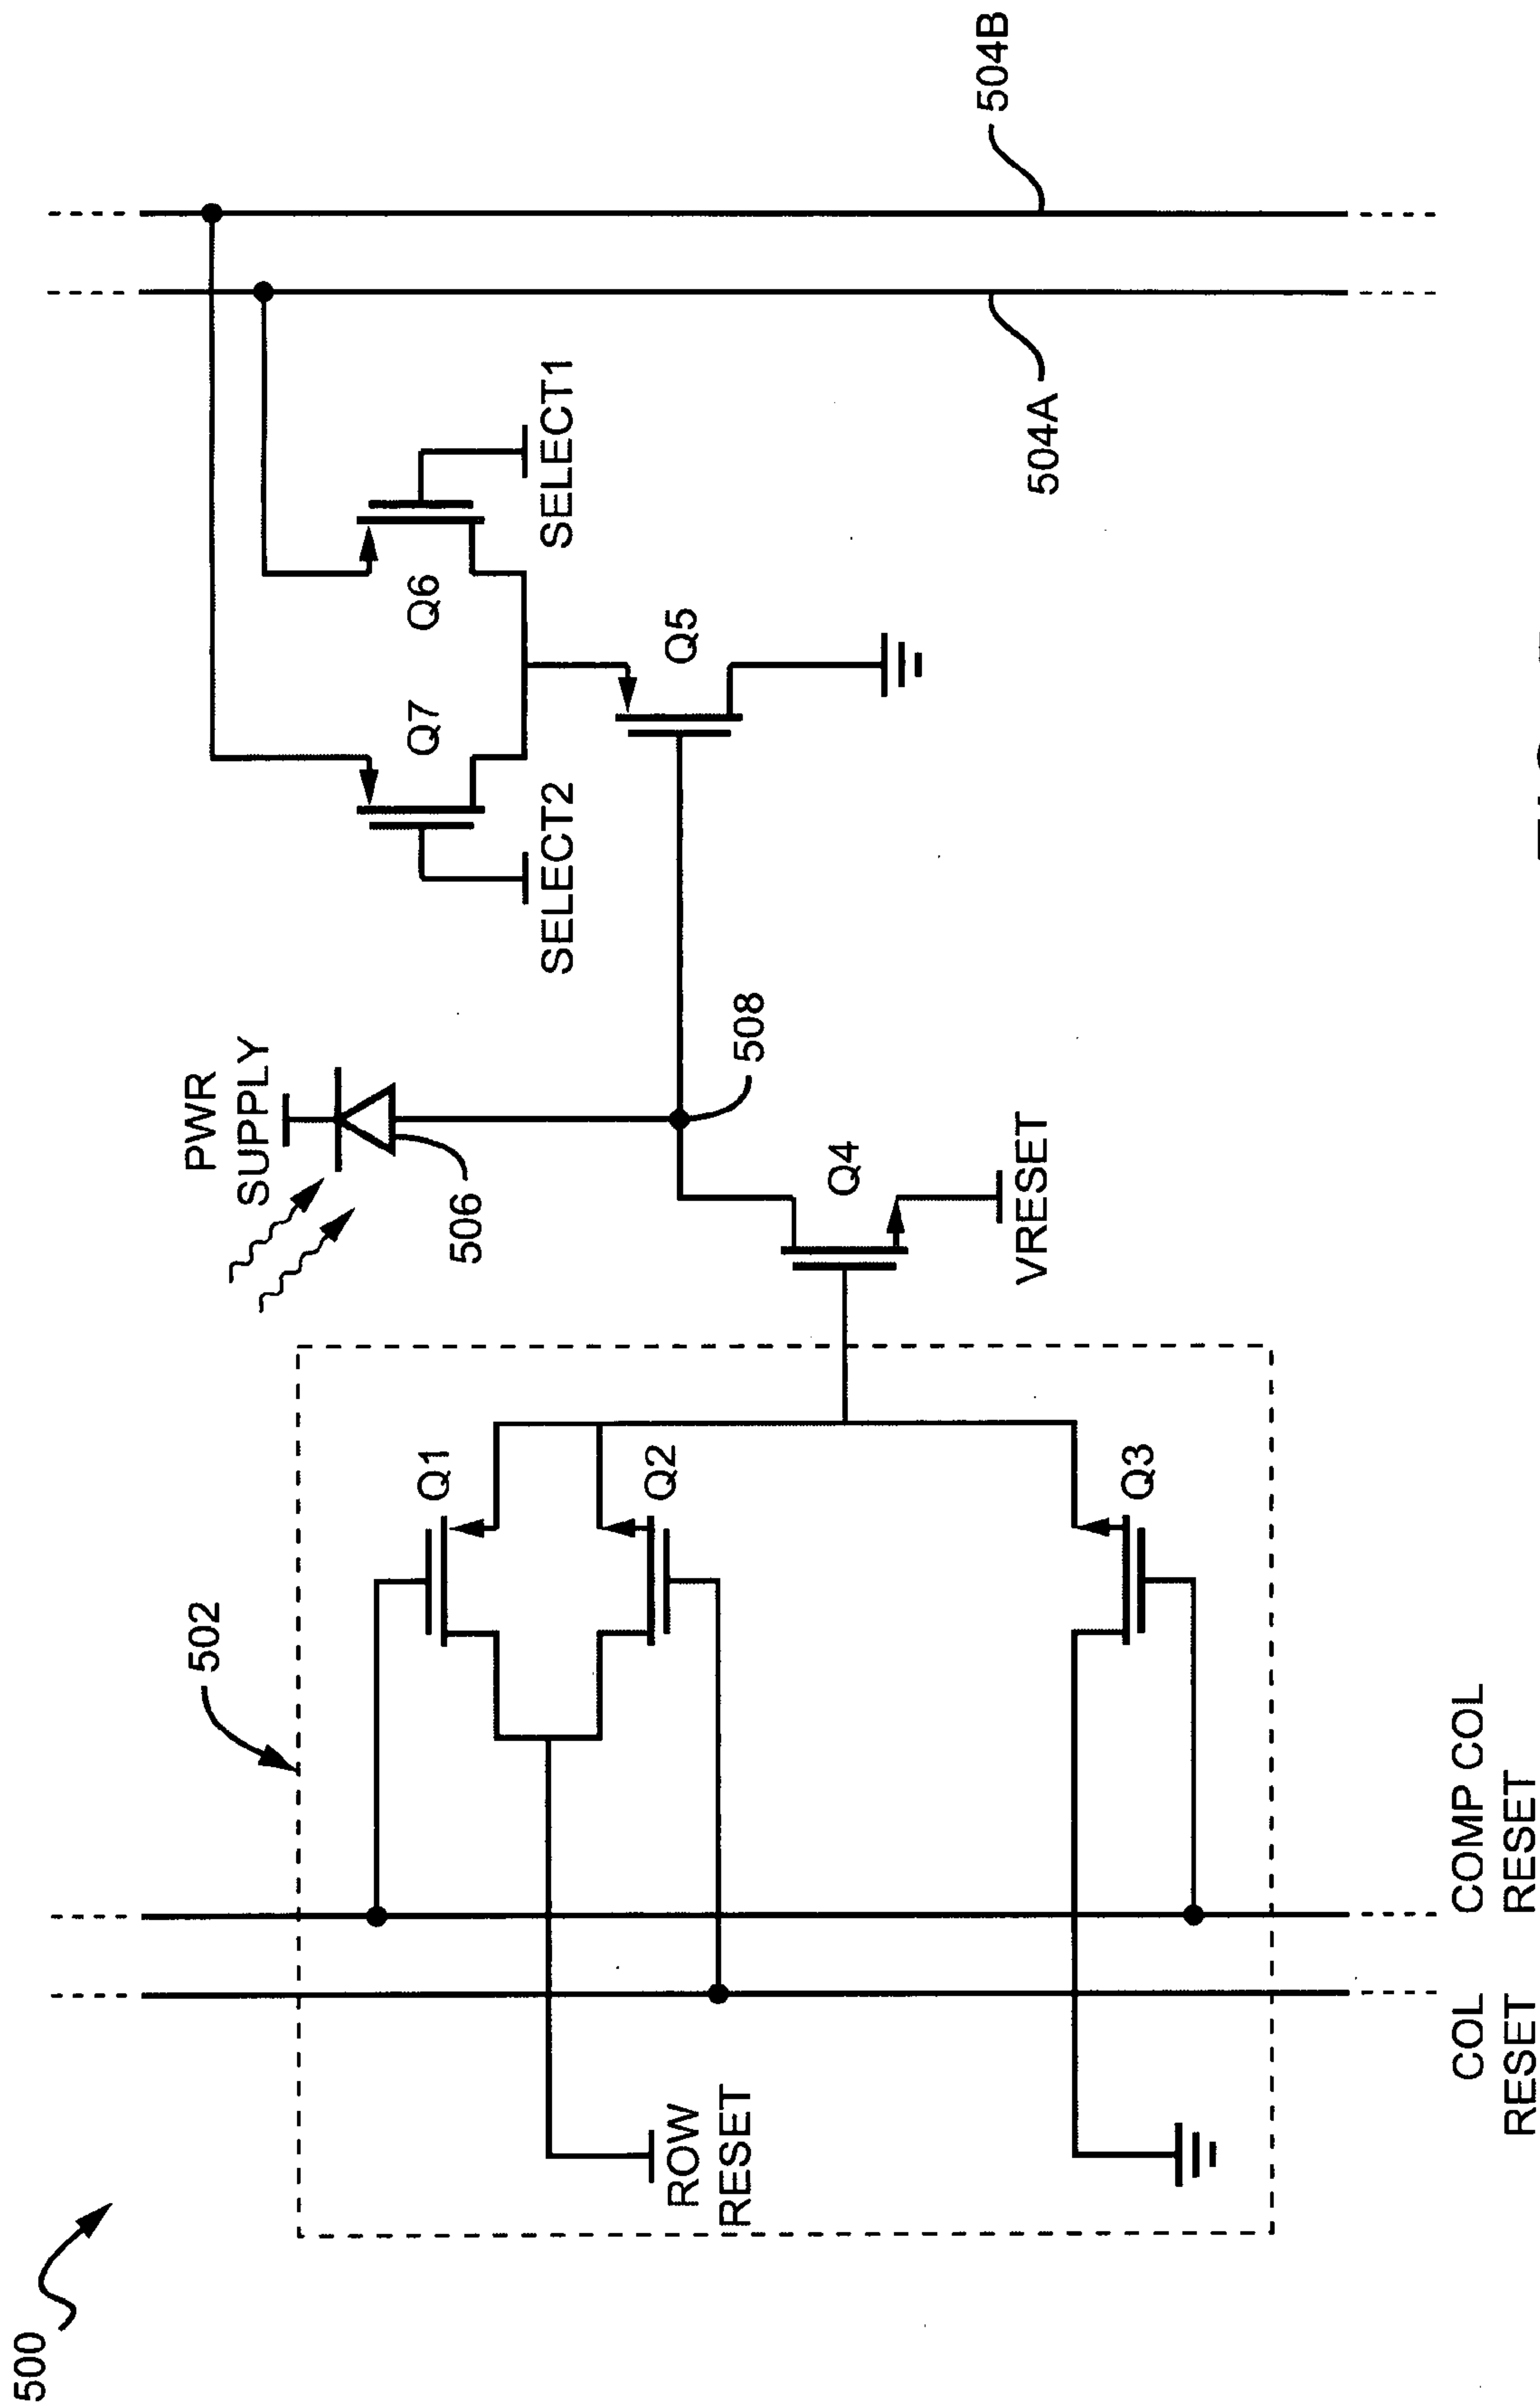 500
502
ROW
RESET
COL
RESET
COMP COL
RESET
Q1
Q2
Q3
Q4
VRESET
PWR
SUPPLY
506
508
SELECT2
SELECT1
Q7
Q6
Q5
504A
504B